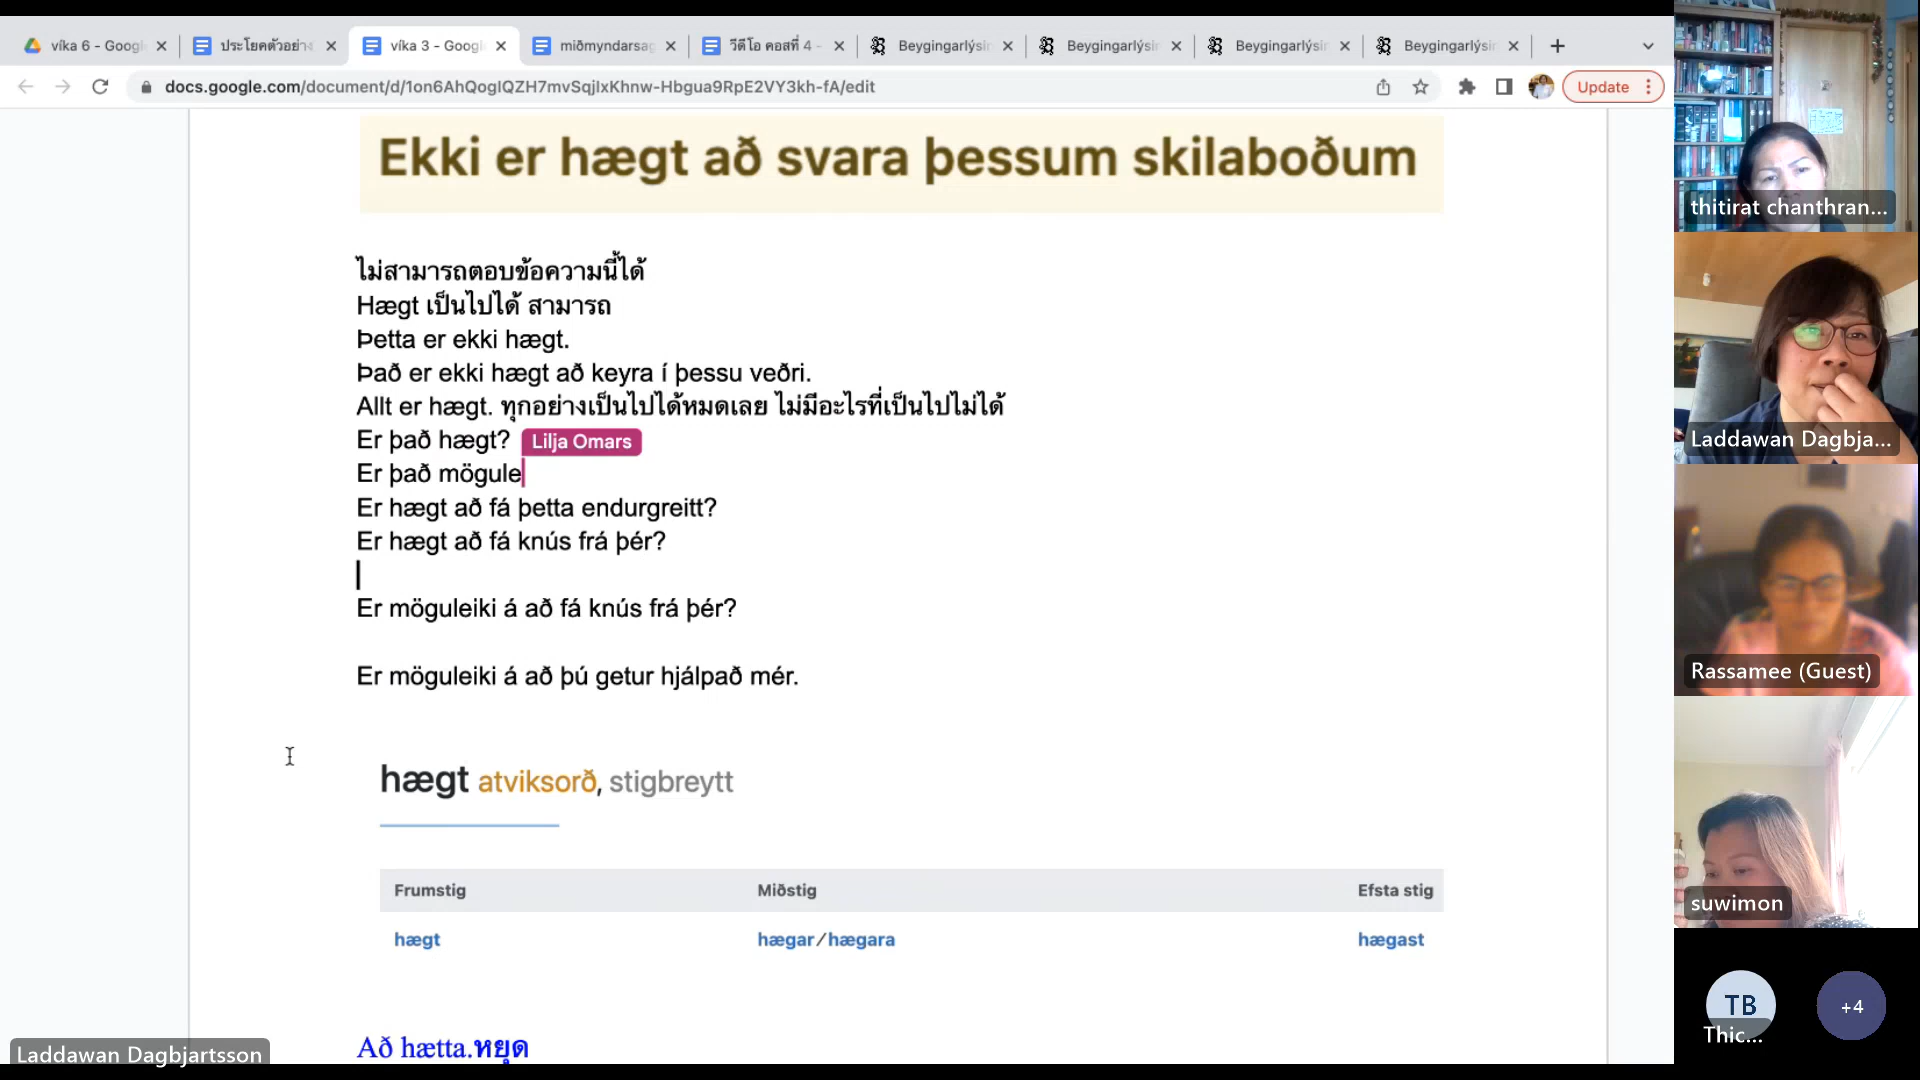 víka 6 - Googl
ประโยคตัวอย่าง
víka 3 - Googl
miðmyndarsag
วีดีโอ คอสที่ 4 -
Beygingarlýsin
Beygingarlýsin
Beygingarlýsin
Beygingarlýsin
docs.google.com/document/d/1on6AhQogIQZH7mvSqjIxKhnw-Hbgua9RpE2VY3kh-fA/edit
Update
Ekki er hægt að svara þessum skilaboðum
ไม่สามารถตอบข้อความนี้ได้
Hægt เป็นไปได้ สามารถ
Þetta er ekki hægt.
Það er ekki hægt að keyra í þessu veðri.
Allt er hægt. ทุกอย่างเป็นไปได้หมดเลย ไม่มีอะไรที่เป็นไปไม่ได้
Er það hægt? Lilja Omars
Er það mögule
Er hægt að fá þetta endurgreitt?
Er hægt að fá knús frá þér?
Er möguleiki á að fá knús frá þér?
Er möguleiki á að þú getur hjálpað mér.
hægt atviksorð, stigbreytt
Frumstig Miðstig Efsta stig
hægt hægar/hægara hægast
Að hætta.หยุด
Laddawan Dagbjartsson
thitirat chanthran...
Laddawan Dagbja...
Rassamee (Guest)
suwimon
TB
Thic...
+4